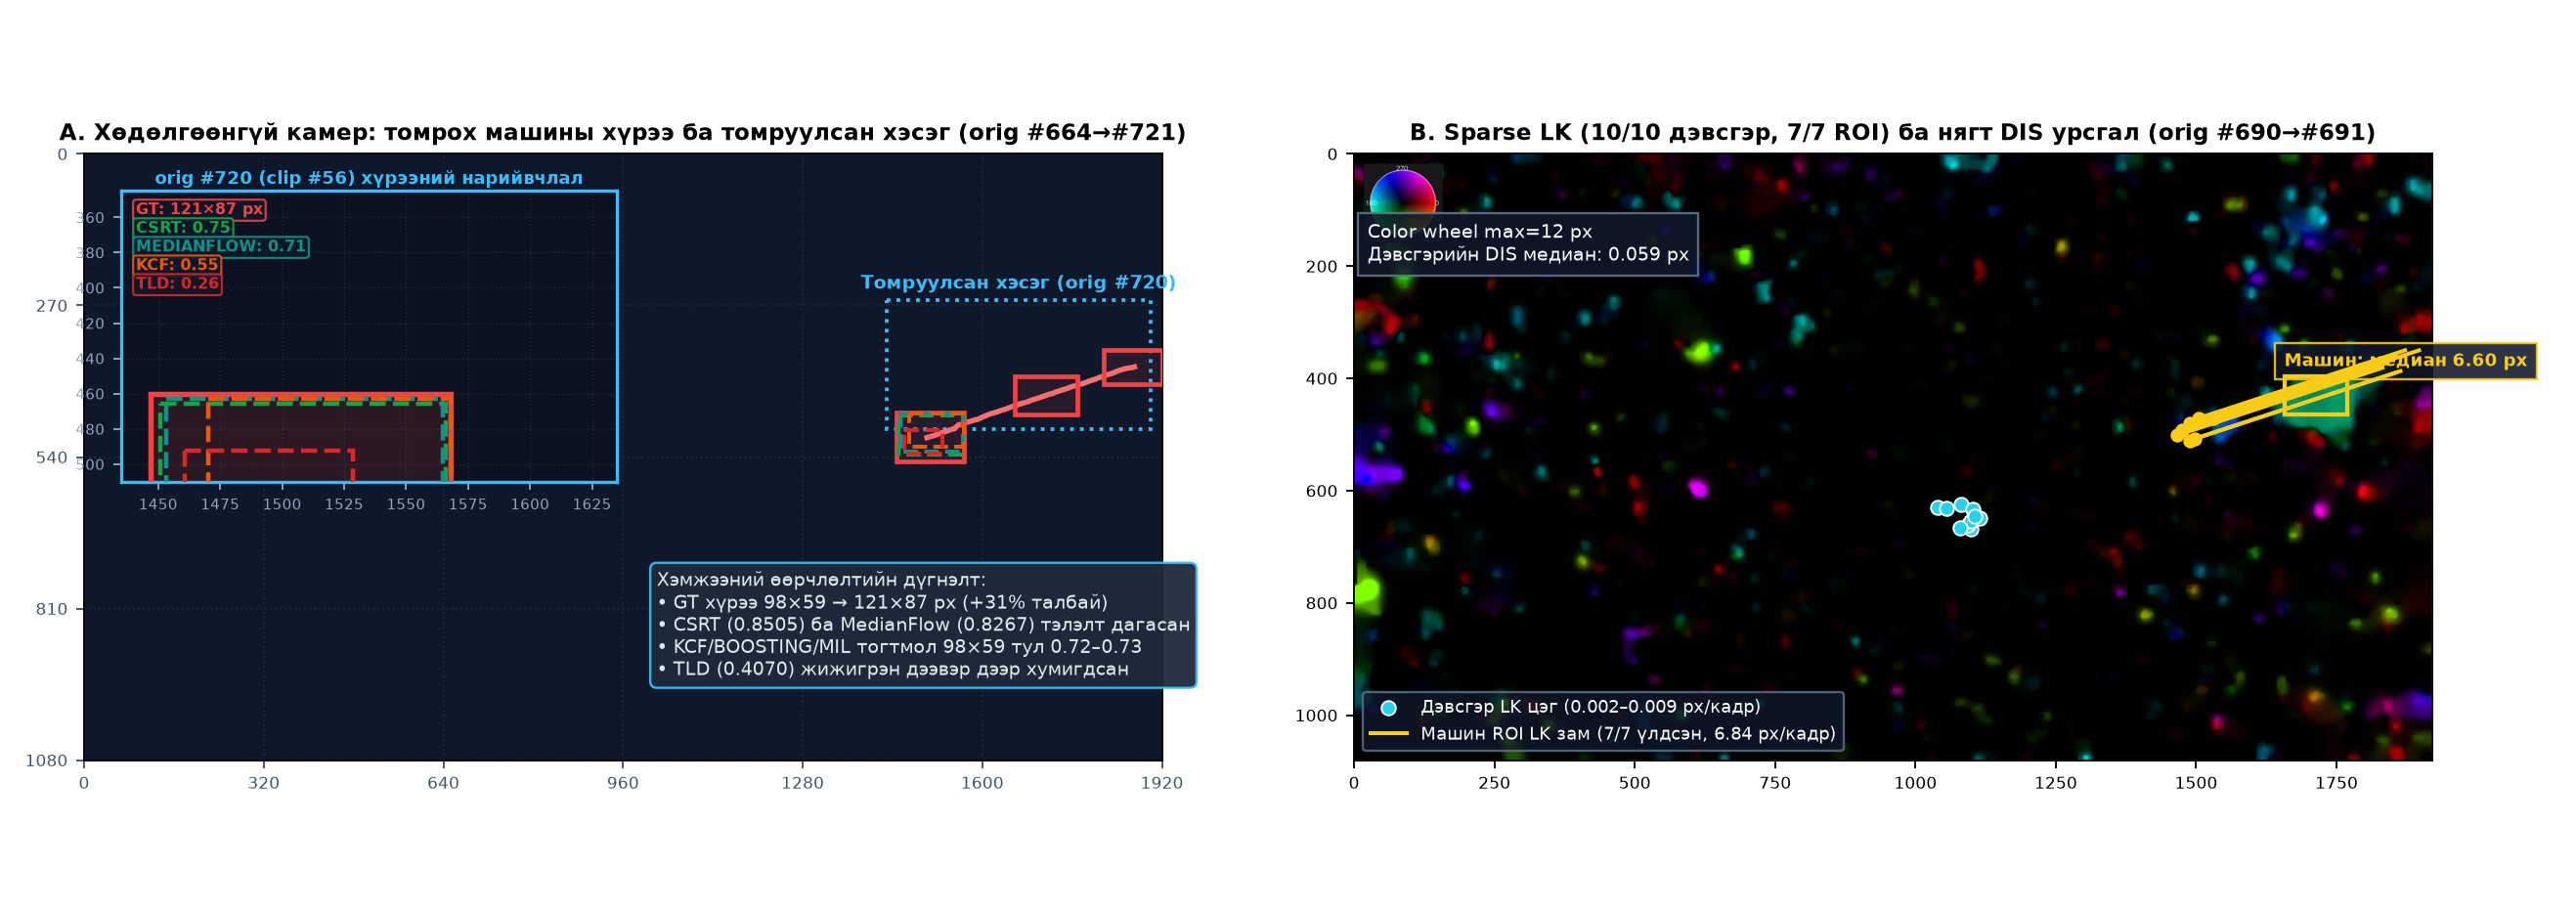 A. Хөдөлгөөнгүй камер: томрох машины хүрээ ба томруулсан хэсэг (orig #664→#721)
orig #720 (clip #56) хүрээний нарийвчлал
GT: 121×87 px
CSRT: 0.75
MEDIANFLOW: 0.71
KCF: 0.55
TLD: 0.26
360
380
400
420
440
460
480
500
1450 1475 1500 1525 1550 1575 1600 1625
Томруулсан хэсэг (orig #720)
Хэмжээний өөрчлөлтийн дүгнэлт:
• GT хүрээ 98×59 → 121×87 px (+31% талбай)
• CSRT (0.8505) ба MedianFlow (0.8267) тэлэлт дагасан
• KCF/BOOSTING/MIL тогтмол 98×59 тул 0.72–0.73
• TLD (0.4070) жижигрэн дээвэр дээр хумигдсан
0
270
540
810
1080
0 320 640 960 1280 1600 1920
B. Sparse LK (10/10 дэвсгэр, 7/7 ROI) ба нягт DIS урсгал (orig #690→#691)
270
180
0
Color wheel max=12 px
Дэвсгэрийн DIS медиан: 0.059 px
Машин: медиан 6.60 px
Дэвсгэр LK цэг (0.002–0.009 px/кадр)
Машин ROI LK зам (7/7 үлдсэн, 6.84 px/кадр)
0
200
400
600
800
1000
0 250 500 750 1000 1250 1500 1750